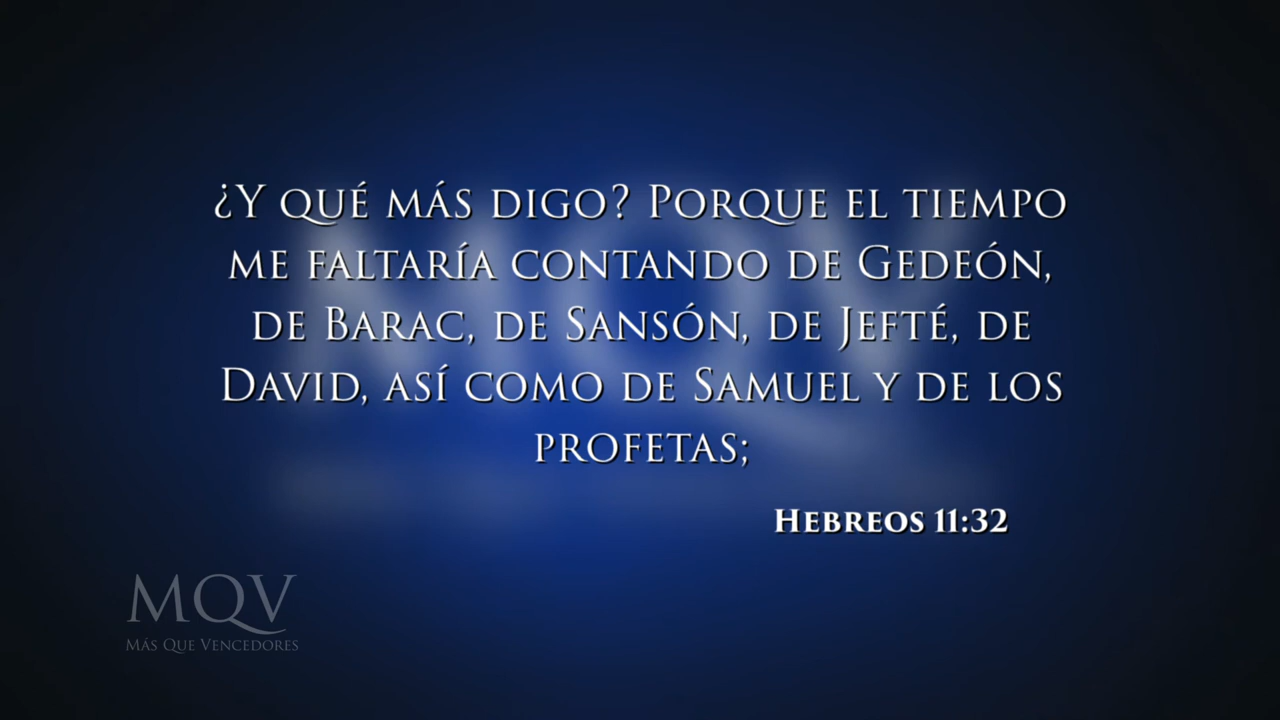 ¿Y qué más digo? Porque el tiempo
me faltaría contando de Gedeón,
de Barac, de Sansón, de Jefté, de
David, así como de Samuel y de los
profetas;
Hebreos 11:32
MQV
Más Que Vencedores